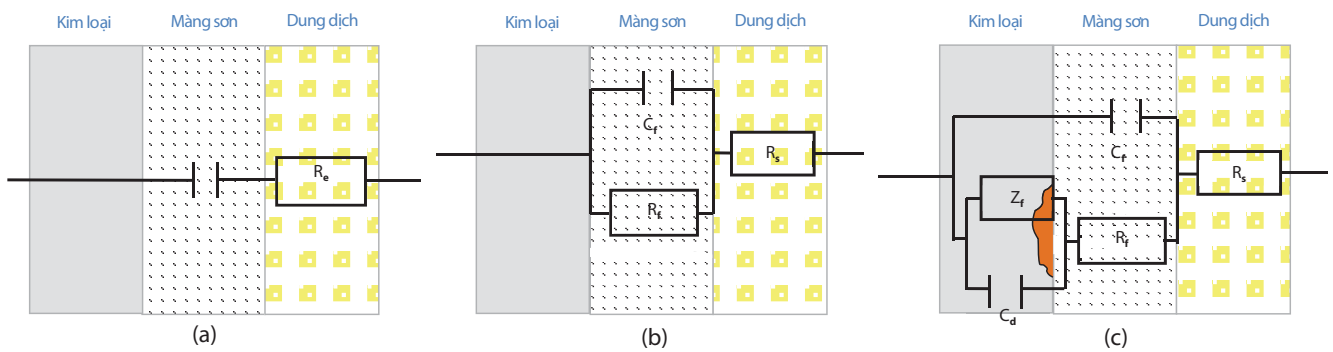 Kim loại Màng sơn Dung dịch
R_e
(a)
Kim loại Màng sơn Dung dịch
C_f
R_s
R_f
(b)
Kim loại Màng sơn Dung dịch
C_f
R_s
Z_f
R_f
C_d
(c)